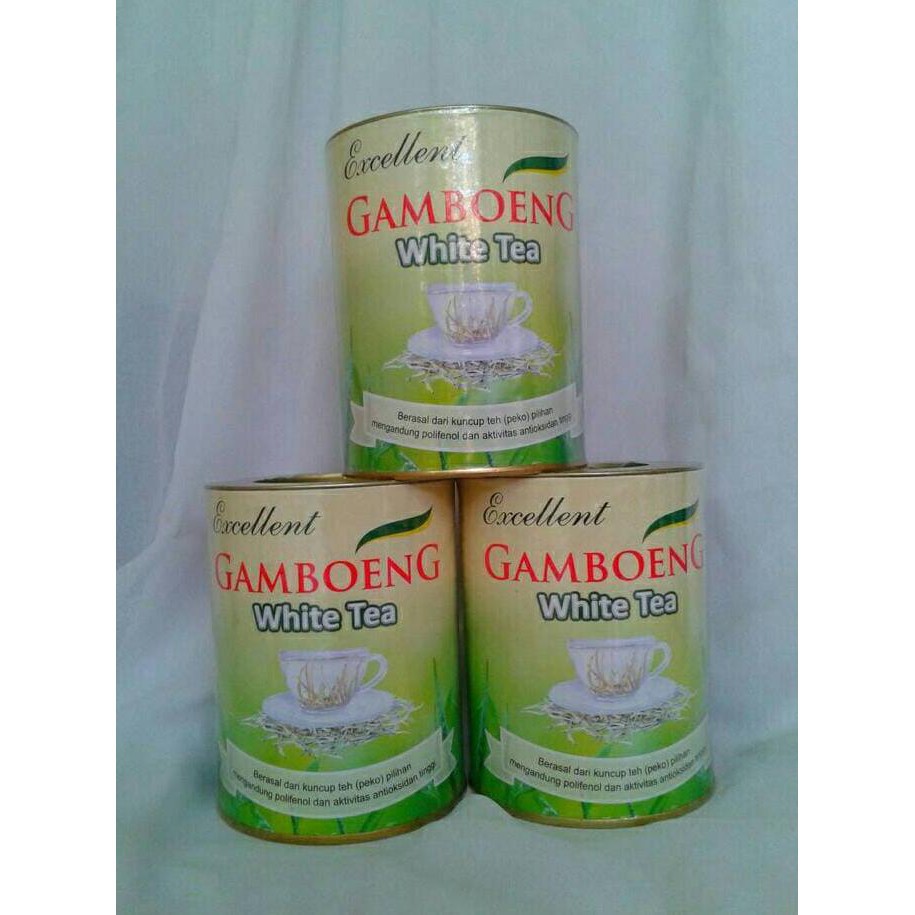 Excellent
GAMBOENG
White Tea
Berasal dari kuncup teh (peko) pilihan
mengandung polifenol dan aktivitas antioksidan tinggi
Excellent
GAMBOENG
White Tea
Berasal dari kuncup teh (peko) pilihan
mengandung polifenol dan aktivitas antioksidan tinggi
Excellent
GAMBOENG
White Tea
Berasal dari kuncup teh (peko) pilihan
mengandung polifenol dan aktivitas antioksidan tinggi